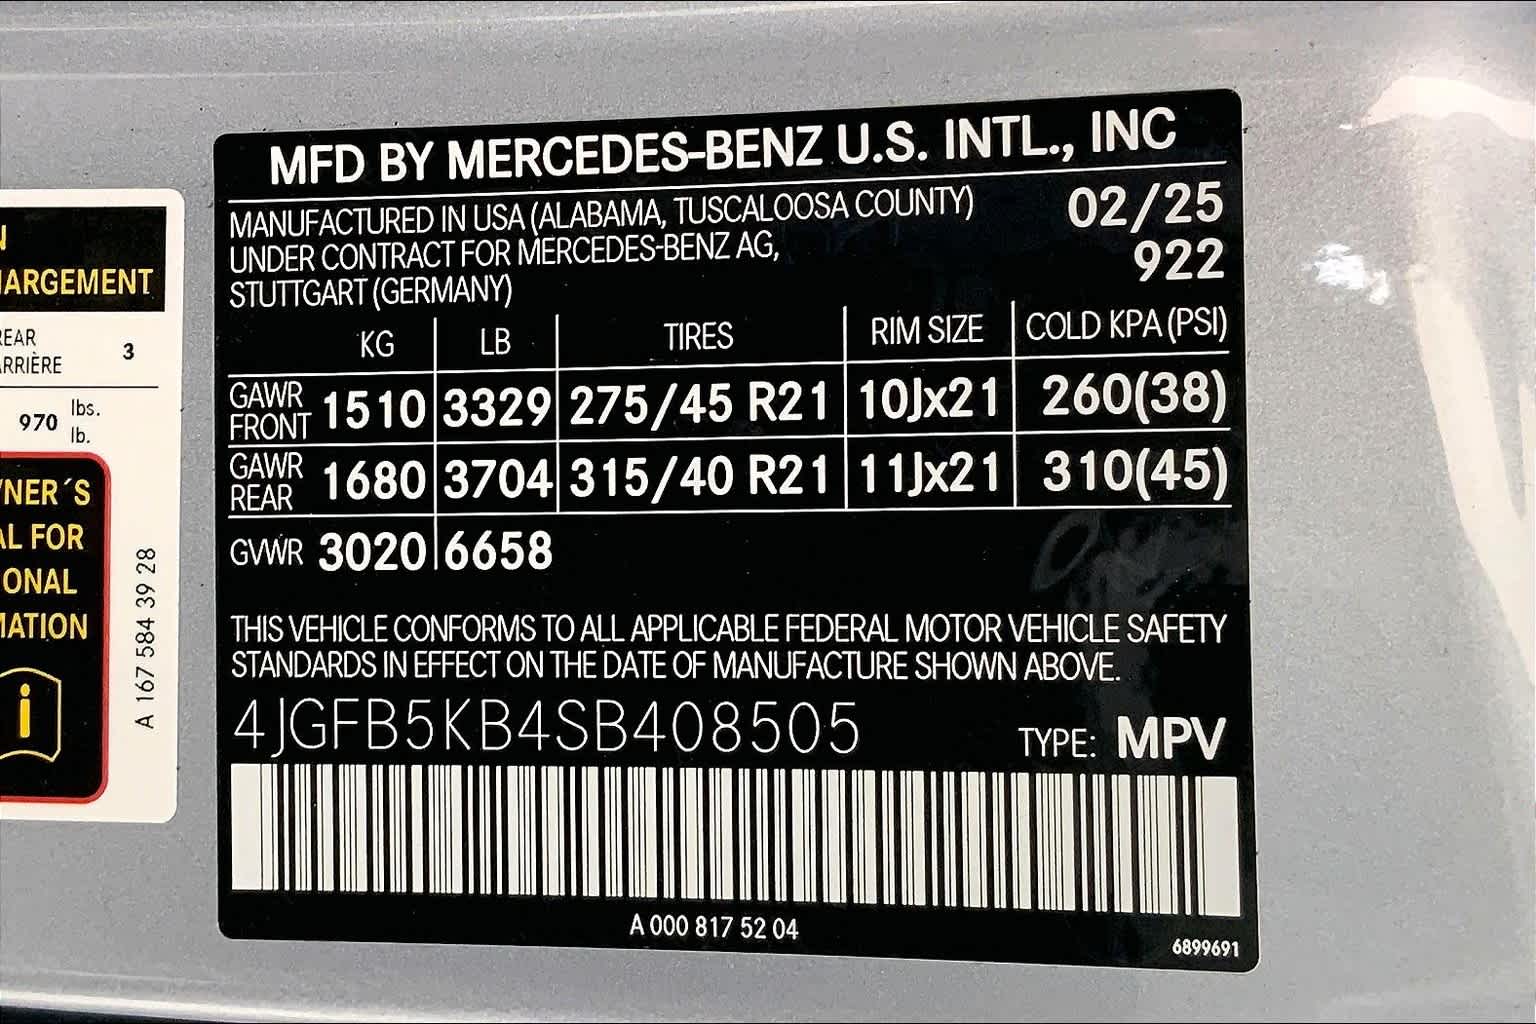 N
HARGEMENT
REAR
ARRIÈRE 3
970 lbs.
lb.
WNER´S
AL FOR
ONAL
MATION
i
A 167 584 39 28
MFD BY MERCEDES-BENZ U.S. INTL., INC
MANUFACTURED IN USA (ALABAMA, TUSCALOOSA COUNTY) 02/25
UNDER CONTRACT FOR MERCEDES-BENZ AG, 922
STUTTGART (GERMANY)
KG LB TIRES RIM SIZE COLD KPA (PSI)
GAWR FRONT 1510 3329 275/45 R21 10Jx21 260(38)
GAWR REAR 1680 3704 315/40 R21 11Jx21 310(45)
GVWR 3020 6658
THIS VEHICLE CONFORMS TO ALL APPLICABLE FEDERAL MOTOR VEHICLE SAFETY
STANDARDS IN EFFECT ON THE DATE OF MANUFACTURE SHOWN ABOVE.
4JGFB5KB4SB408505 TYPE: MPV
A 000 817 52 04
6899691